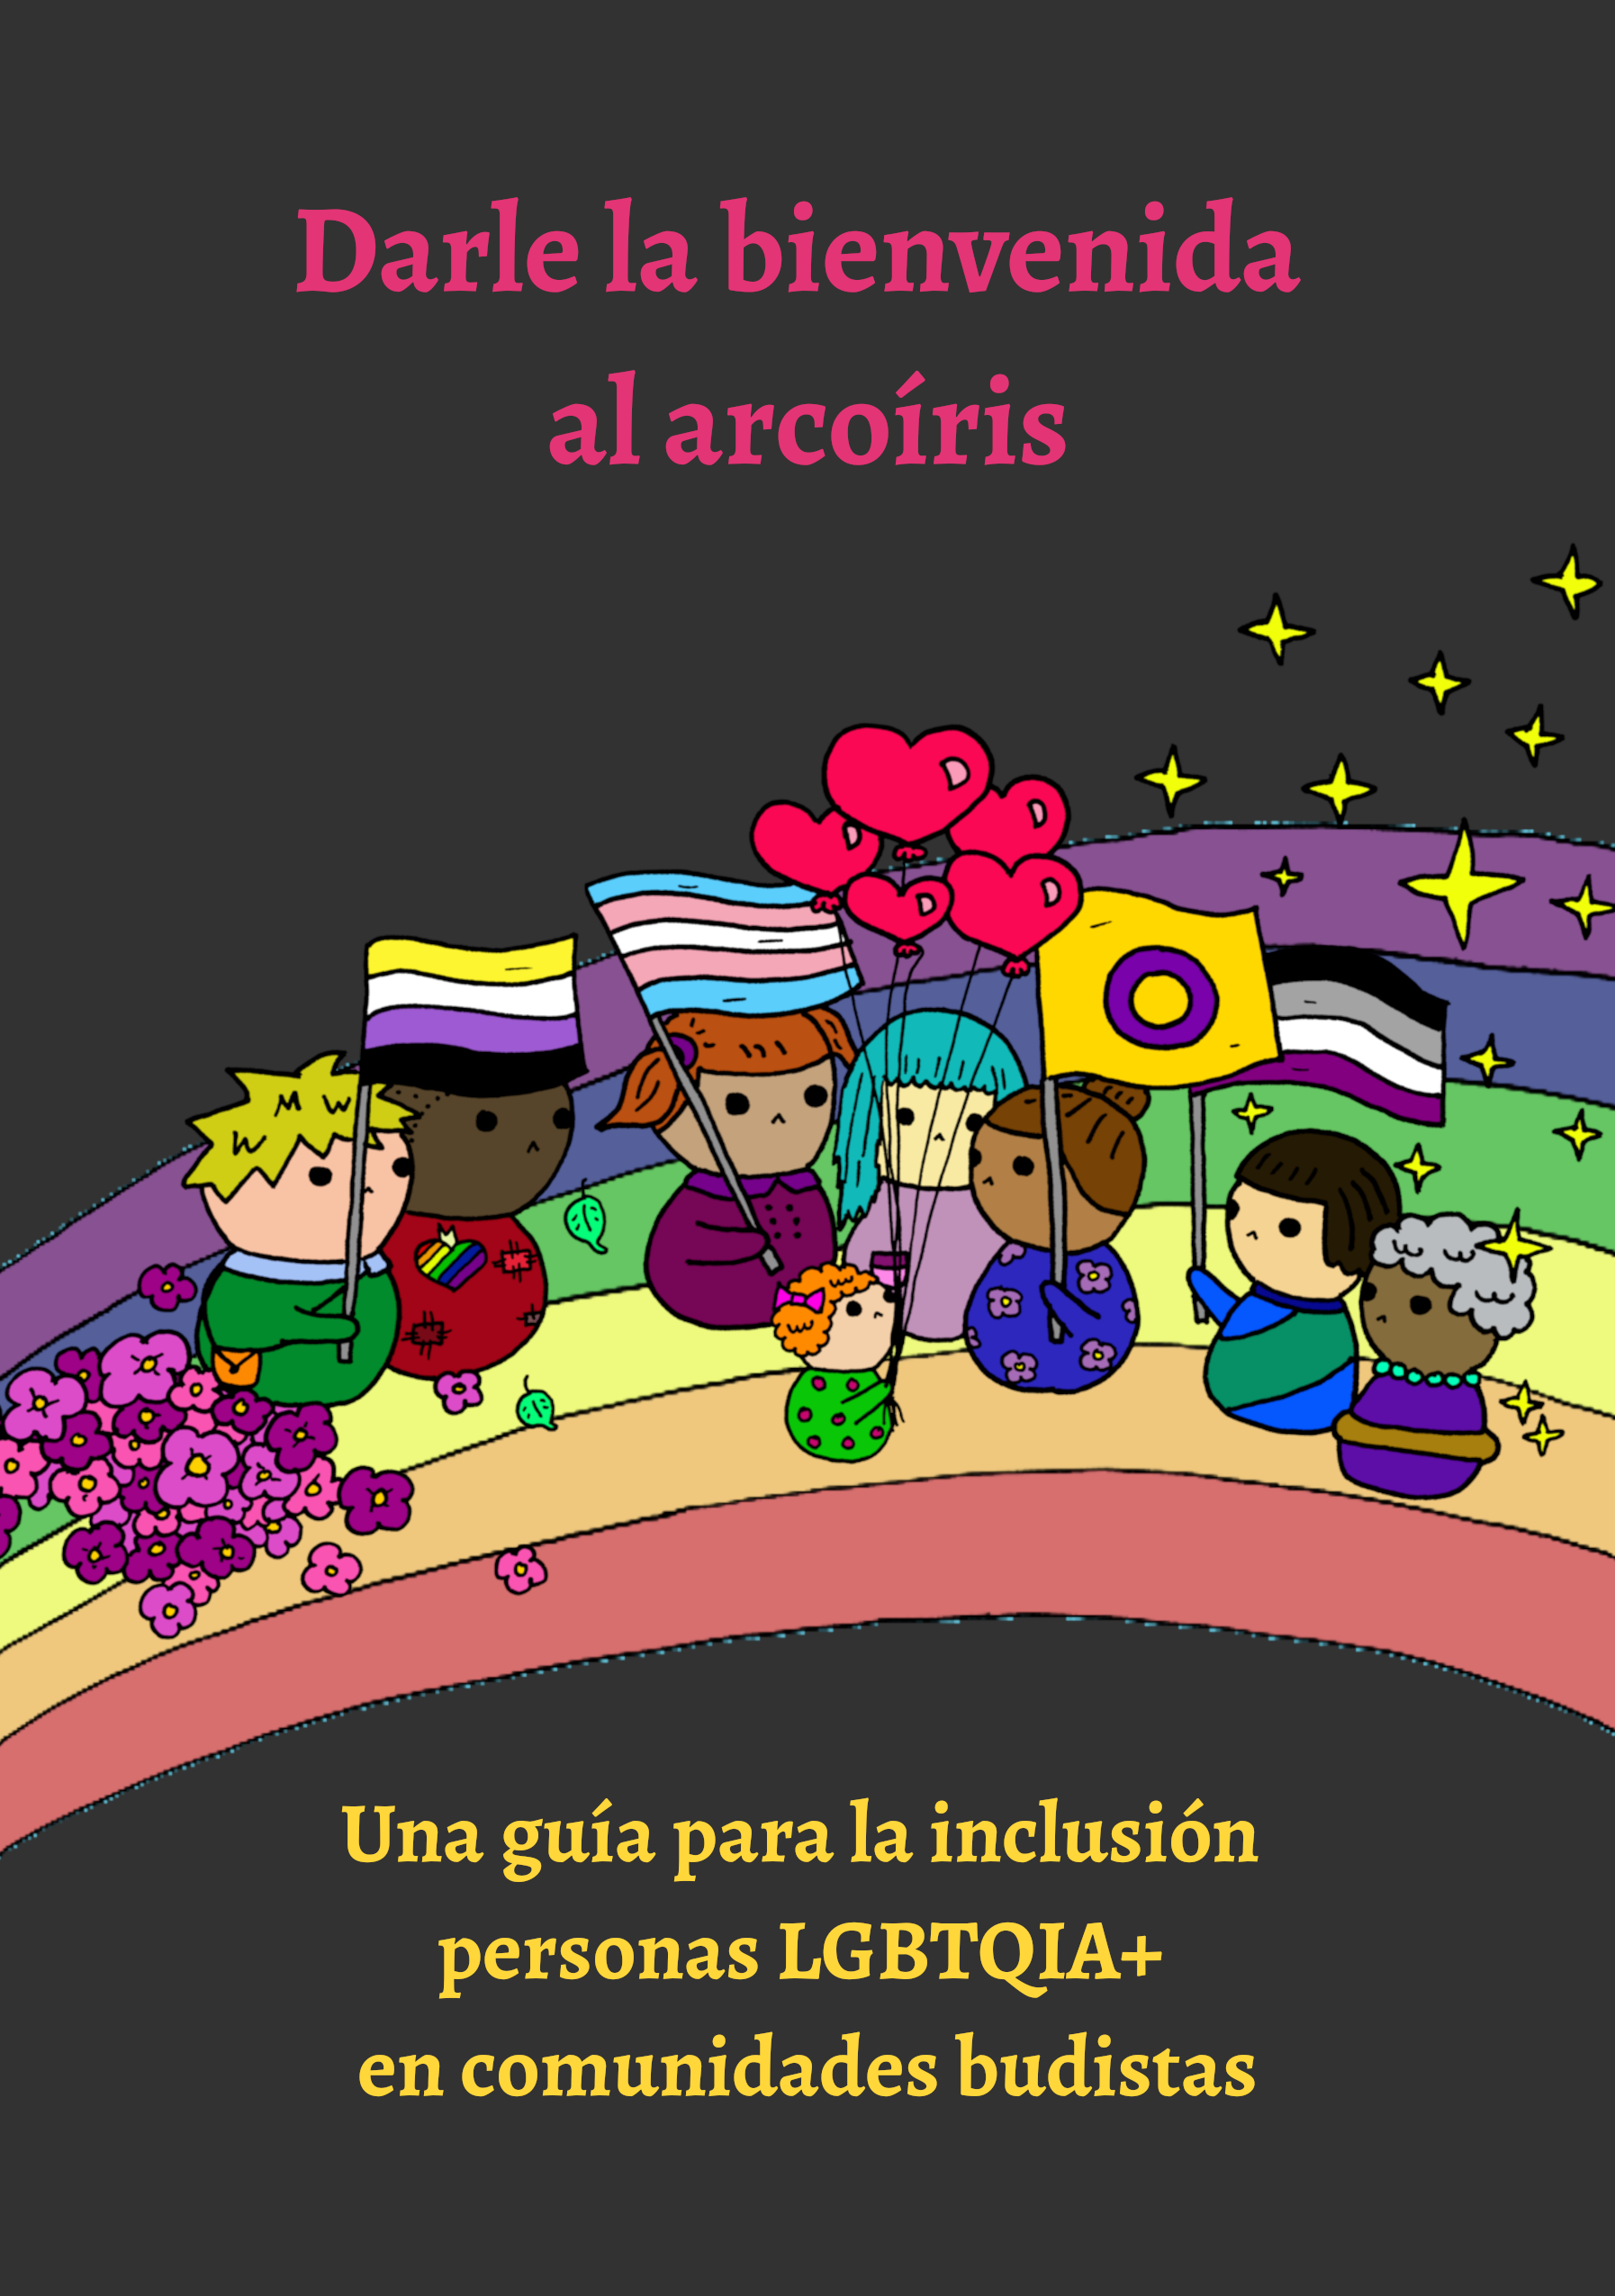 Darle la bienvenida
al arcoíris
Una guía para la inclusión
personas LGBTQIA+
en comunidades budistas